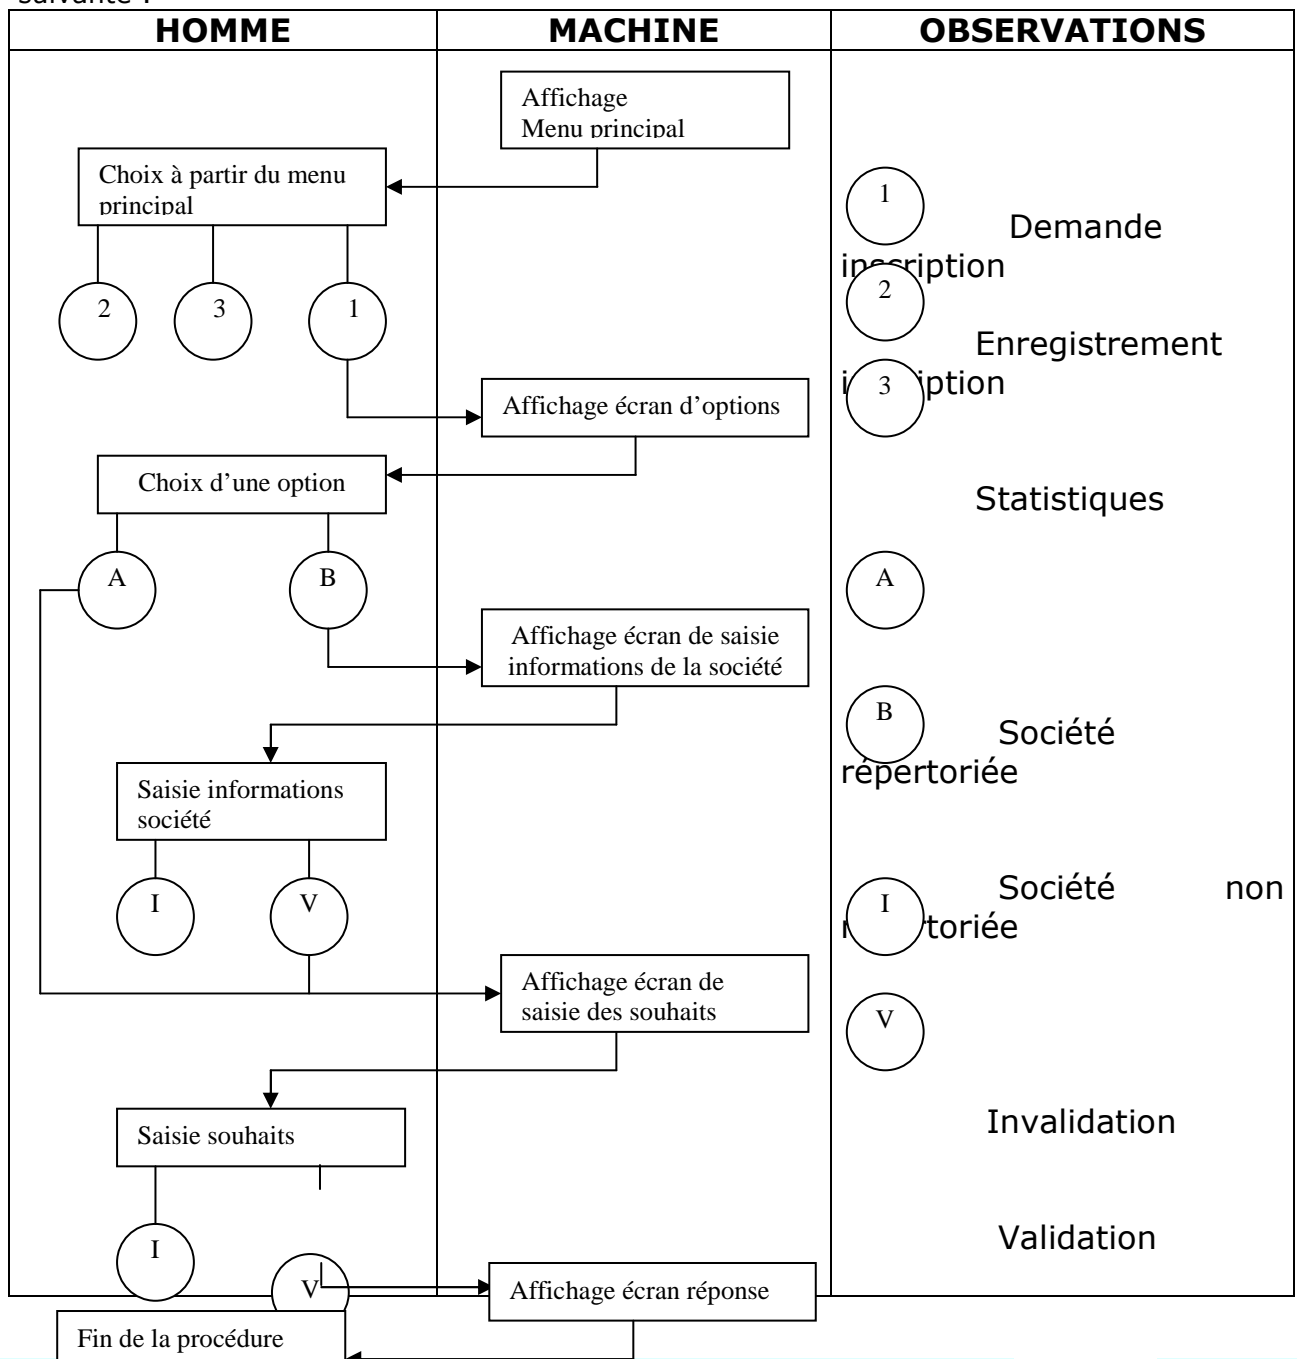 suivante :
HOMME
MACHINE
OBSERVATIONS
Affichage
Menu principal
Choix à partir du menu
principal
1
Demande
inscription
2
3
1
2
Enregistrement
3
Affichage écran d'options
Choix d'une option
Statistiques
A
B
A
Affichage écran de saisie
informations de la société
B
Société
répertoriée
Saisie informations
société
I
V
I
Société non
Affichage écran de
saisie des souhaits
V
Saisie souhaits
Invalidation
I
Validation
V
Affichage écran réponse
Fin de la procédure